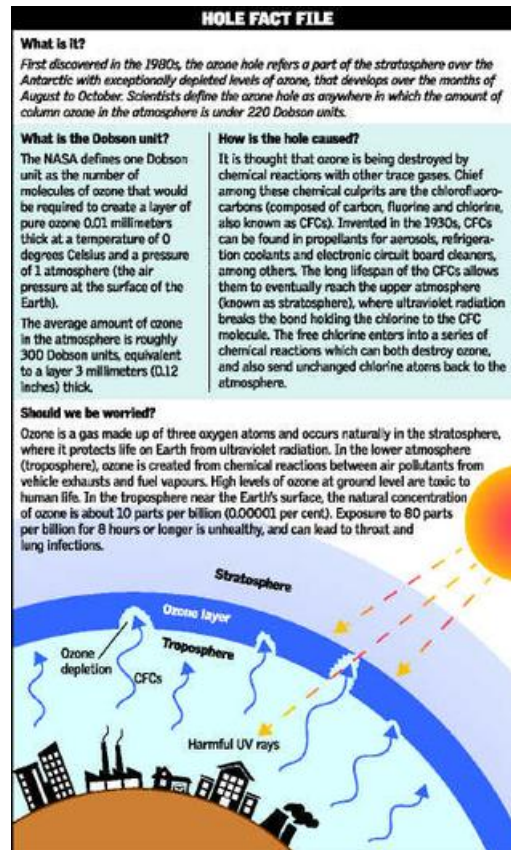 HOLE FACT FILE
What is it?
First discovered in the 1980s, the ozone hole refers a part of the stratosphere over the
Antarctic with exceptionally depleted levels of ozone, that develops over the months of
August to October. Scientists define the ozone hole as anywhere in which the amount of
column ozone in the atmosphere is under 220 Dobson units.
What is the Dobson unit?
The NASA defines one Dobson
unit as the number of
molecules of ozone that would
be required to create a layer of
pure ozone 0.01 millimeters
thick at a temperature of 0
degrees Celsius and a pressure
of 1 atmosphere (the air
pressure at the surface of the
Earth).
The average amount of ozone
in the atmosphere is roughly
300 Dobson units, equivalent
to a layer 3 millimeters (0.12
inches) thick.
How is the hole caused?
It is thought that ozone is being destroyed by
chemical reactions with other trace gases. Chief
among these chemical culprits are the chlorofluoro-
carbons (composed of carbon, fluorine and chlorine,
also known as CFCs). Invented in the 1930s, CFCs
can be found in propellants for aerosols, refrigera-
tion coolants and electronic circuit board cleaners,
among others. The long lifespan of the CFCs allows
them to eventually reach the upper atmosphere
(known as stratosphere), where ultraviolet radiation
breaks the bond holding the chlorine to the CFC
molecule. The free chlorine enters into a series of
chemical reactions which can both destroy ozone,
and also send unchanged chlorine atoms back to the
atmosphere.
Should we be worried?
Ozone is a gas made up of three oxygen atoms and occurs naturally in the stratosphere,
where it protects life on Earth from ultraviolet radiation. In the lower atmosphere
(troposphere), ozone is created from chemical reactions between air pollutants from
vehicle exhausts and fuel vapours. High levels of ozone at ground level are toxic to
human life. In the troposphere near the Earth's surface, the natural concentration
of ozone is about 10 parts per billion (0.00001 per cent). Exposure to 80 parts
per billion for 8 hours or longer is unhealthy, and can lead to throat and
lung infections.
Stratosphere
Ozone layer
Troposphere
Ozone
depletion
CFCs
Harmful UV rays